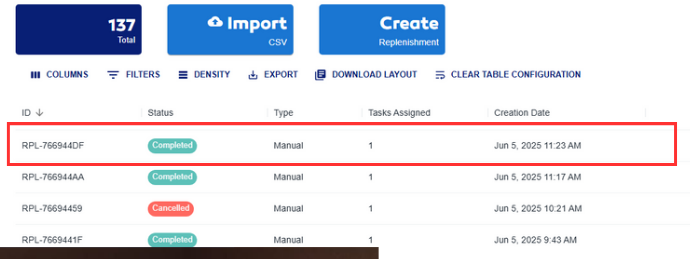 137
Total
Import
CSV
Create
Replenishment
COLUMNS FILTERS DENSITY EXPORT DOWNLOAD LAYOUT CLEAR TABLE CONFIGURATION
ID Status Type Tasks Assigned Creation Date
RPL-766944DF Completed Manual 1 Jun 5, 2025 11:23 AM
RPL-766944AA Completed Manual 1 Jun 5, 2025 11:17 AM
RPL-76694459 Cancelled Manual 1 Jun 5, 2025 10:21 AM
RPL-7669441F Completed Manual 1 Jun 5, 2025 9:43 AM